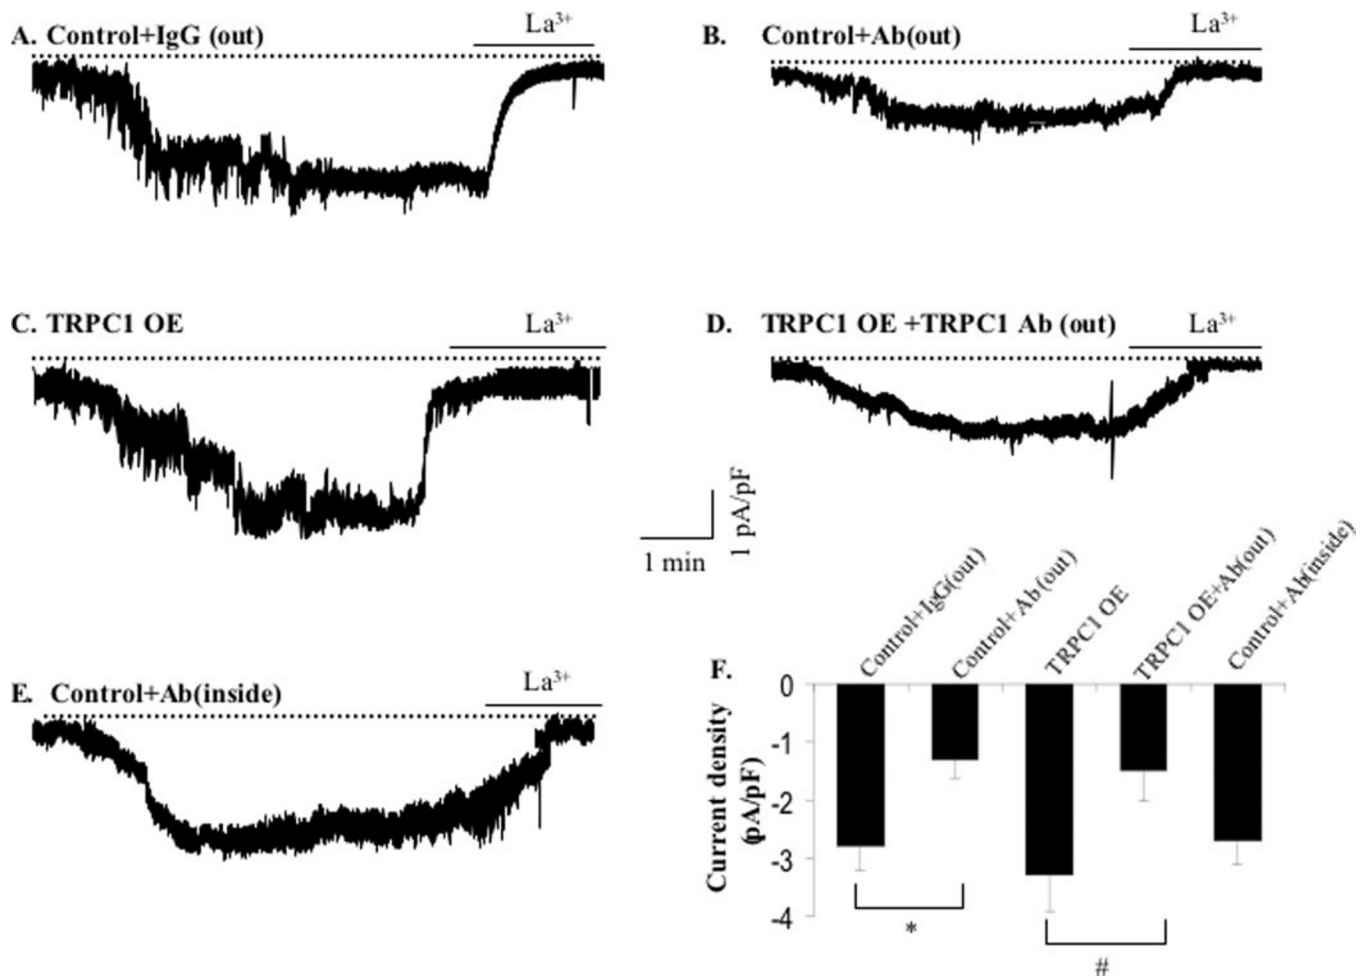 A. Control+IgG (out)
La³⁺
B. Control+Ab(out)
La³⁺
C. TRPC1 OE
La³⁺
D. TRPC1 OE +TRPC1 Ab (out)
La³⁺
1 min
1 pA/pF
E. Control+Ab(inside)
La³⁺
F.
Control+IgG(out)
Control+Ab (out)
TRPC1 OE
TRPC1 OE+Ab(out)
Control+Ab(inside)
Current density
(pA/pF)
0
-1
-2
-3
-4
*
#